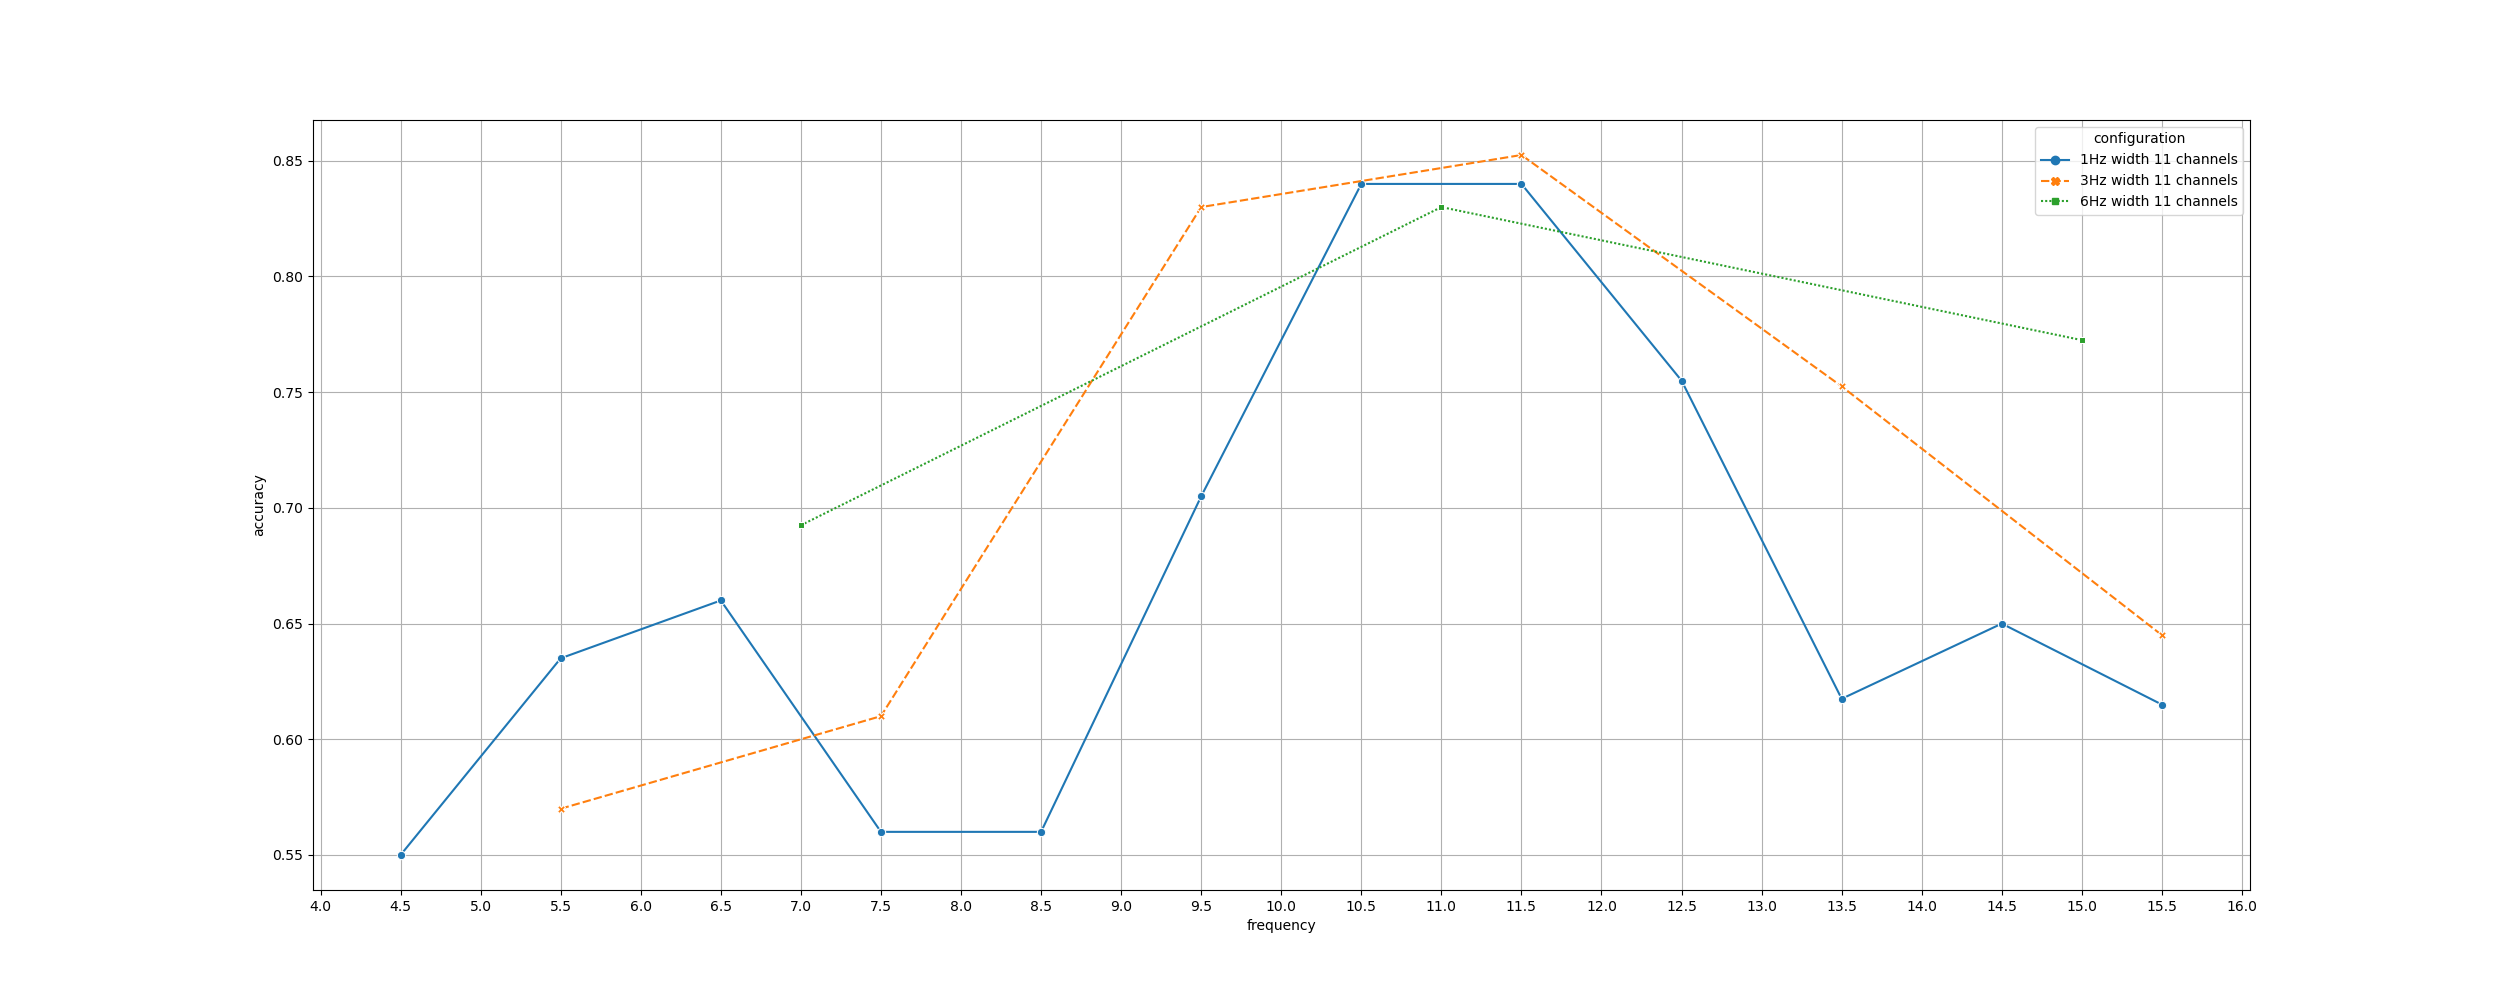 configuration
1Hz width 11 channels
3Hz width 11 channels
6Hz width 11 channels
0.85
0.80
0.75
0.70
0.65
0.60
0.55
accuracy
4.0 4.5 5.0 5.5 6.0 6.5 7.0 7.5 8.0 8.5 9.0 9.5 10.0 10.5 11.0 11.5 12.0 12.5 13.0 13.5 14.0 14.5 15.0 15.5 16.0
frequency